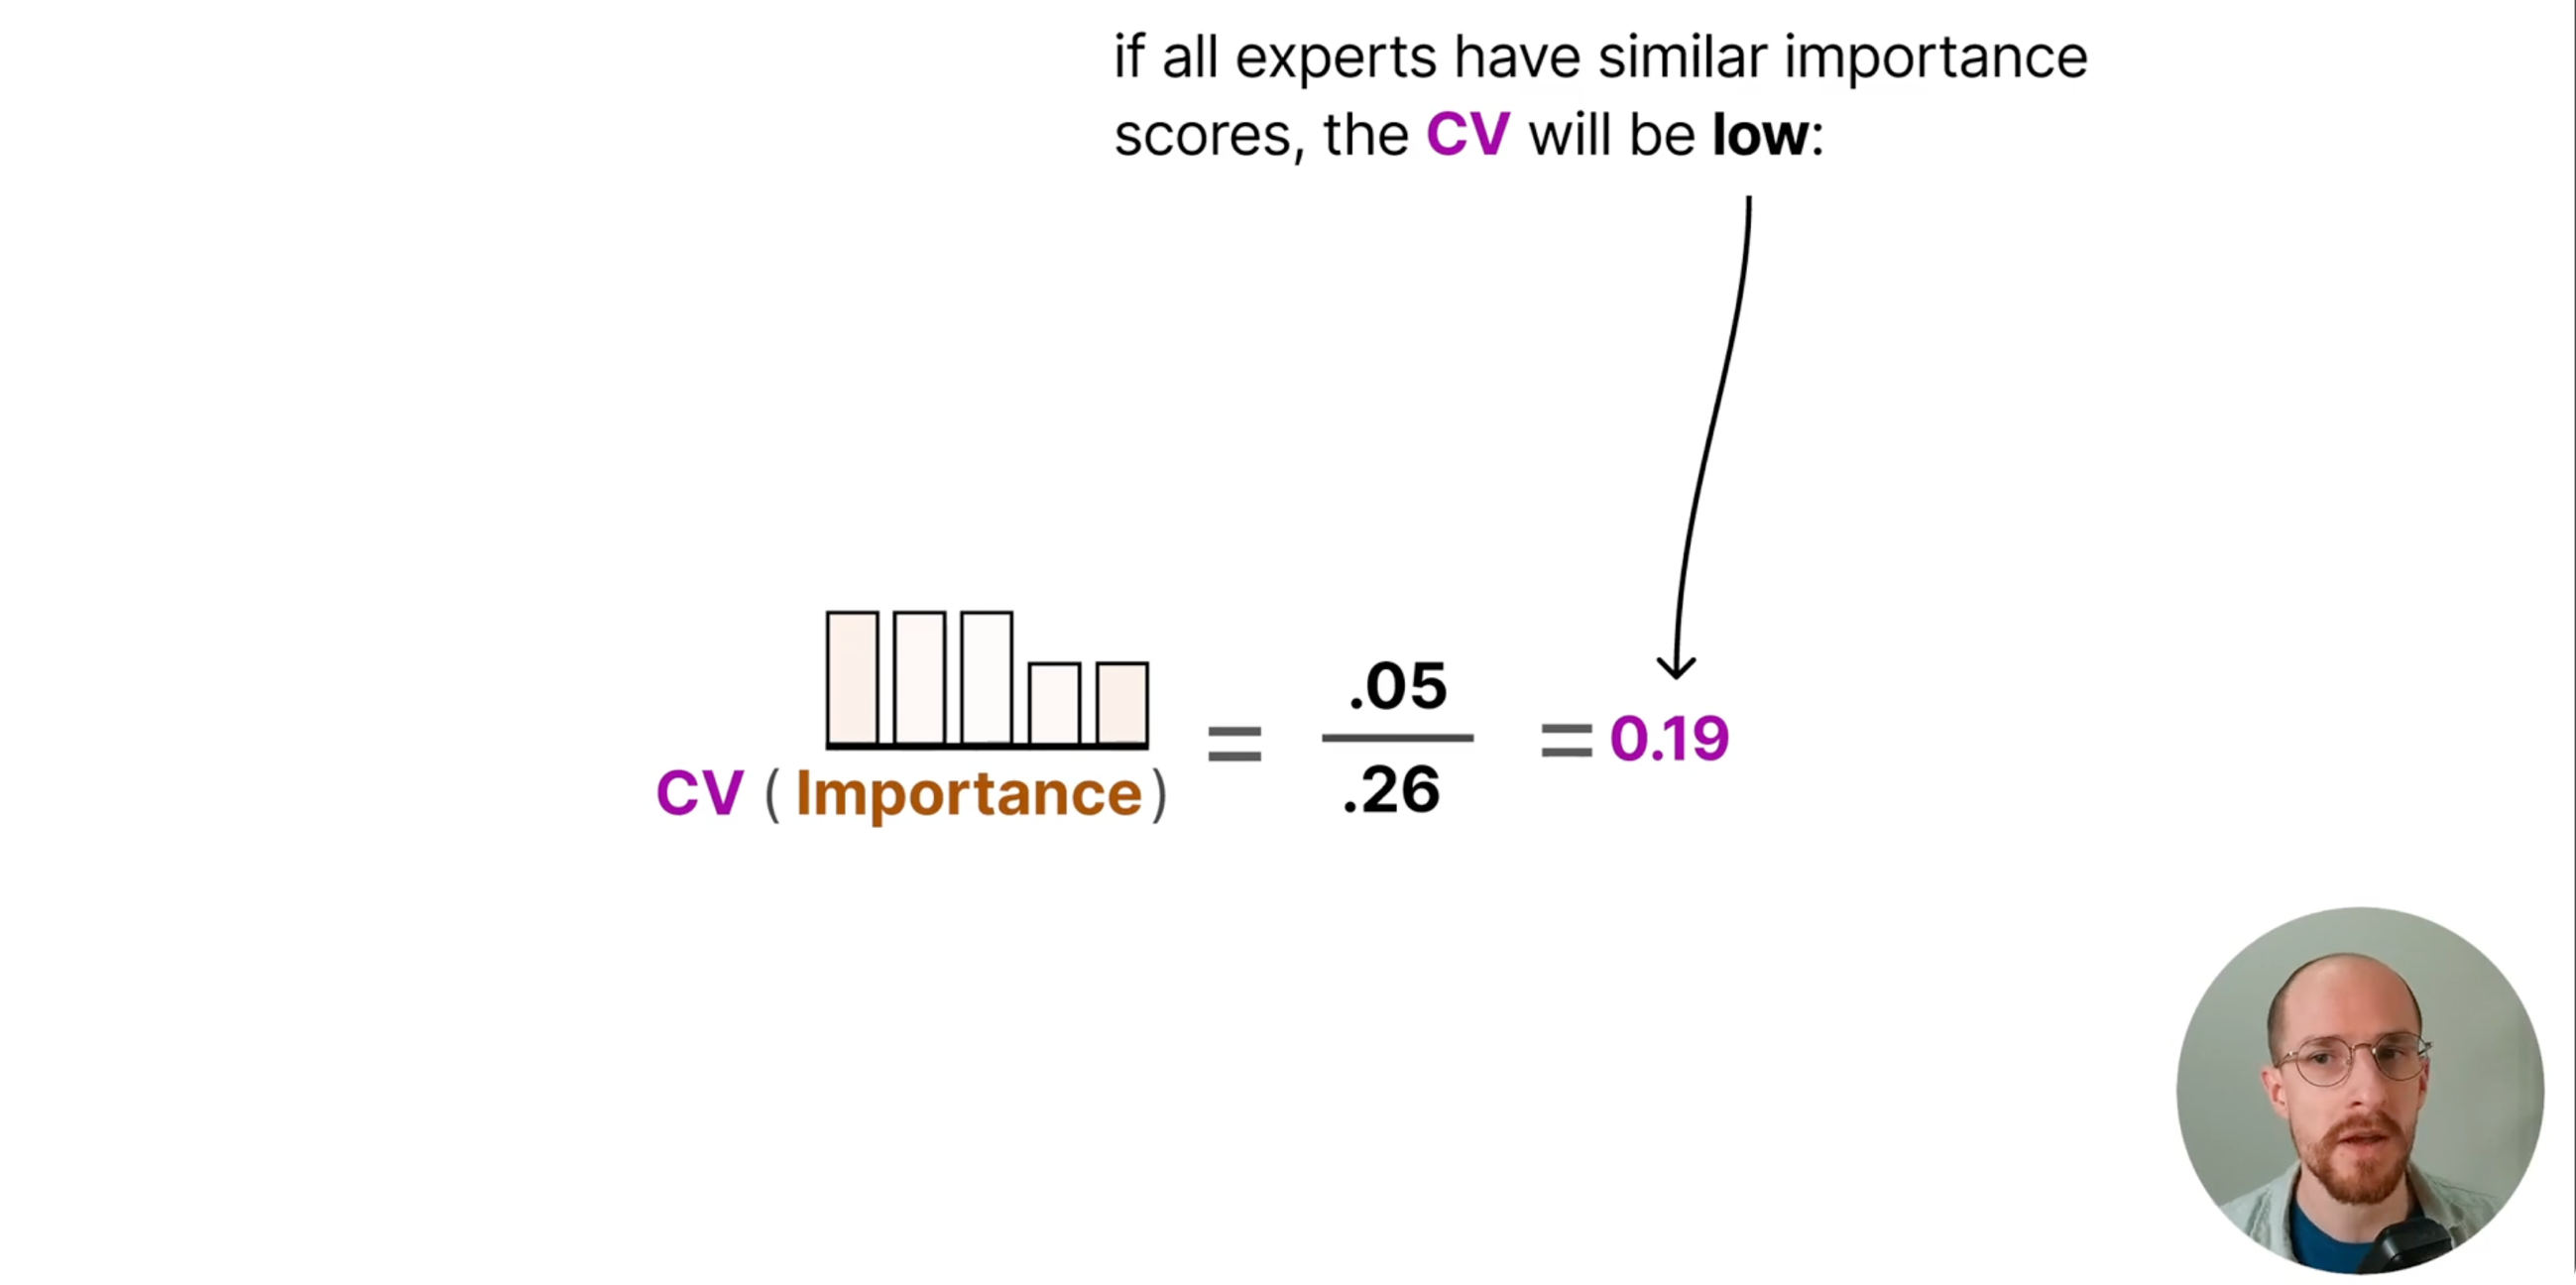 if all experts have similar importance
scores, the CV will be low:
.05
= = 0.19
.26
CV ( Importance )